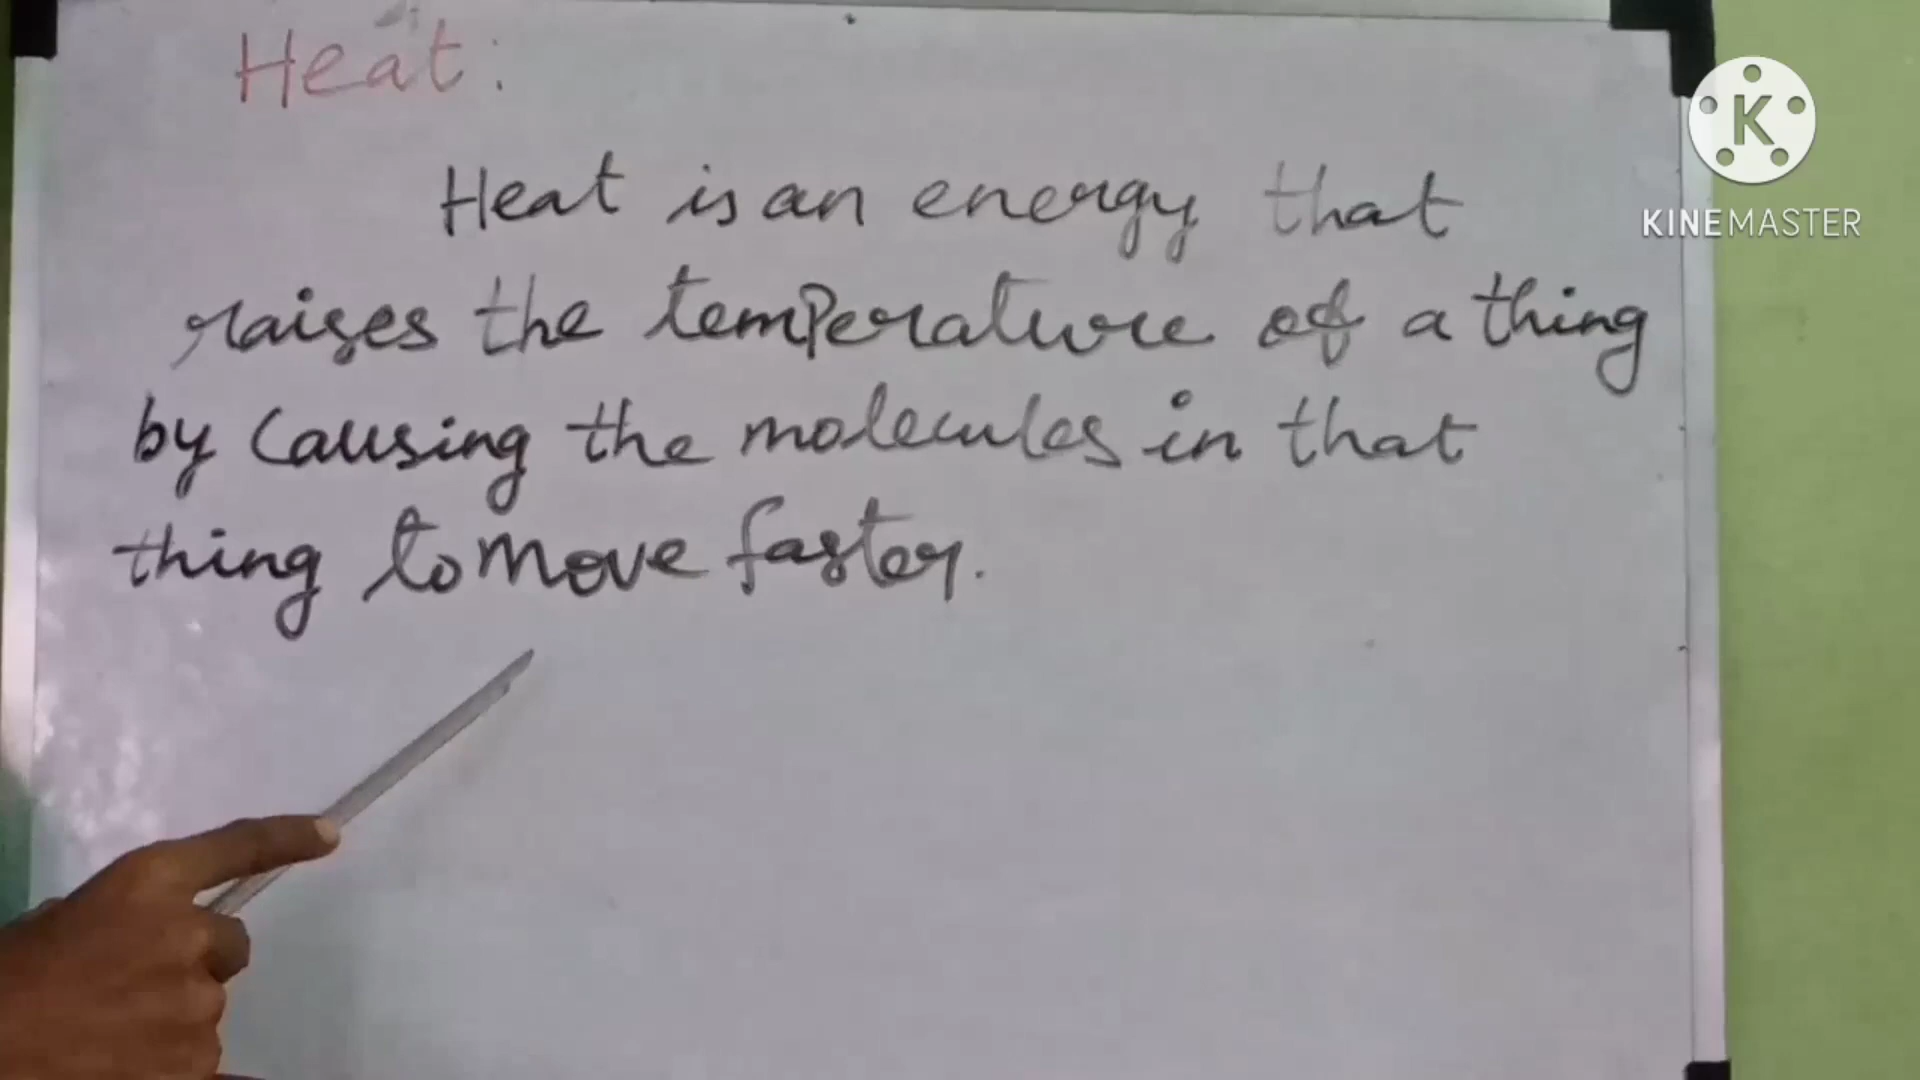 Heat:
Heat is an energy that
raises the temperature of a thing
by causing the molecules in that
thing to move faster.
K
KINEMASTER